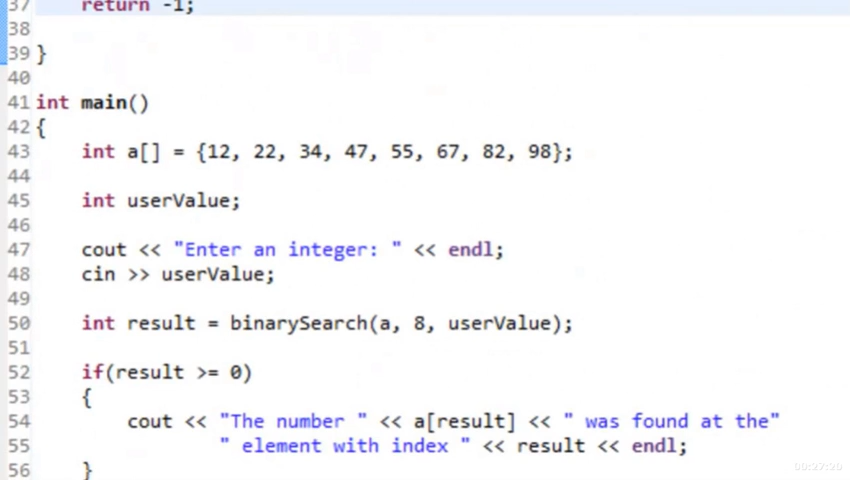 37 return -1;
38
39 }
40
41 int main()
42 {
43 int a[] = {12, 22, 34, 47, 55, 67, 82, 98};
44
45 int userValue;
46
47 cout << "Enter an integer: " << endl;
48 cin >> userValue;
49
50 int result = binarySearch(a, 8, userValue);
51
52 if(result >= 0)
53 {
54 cout << "The number " << a[result] << " was found at the"
55 " element with index " << result << endl;
56 }
00:27:20